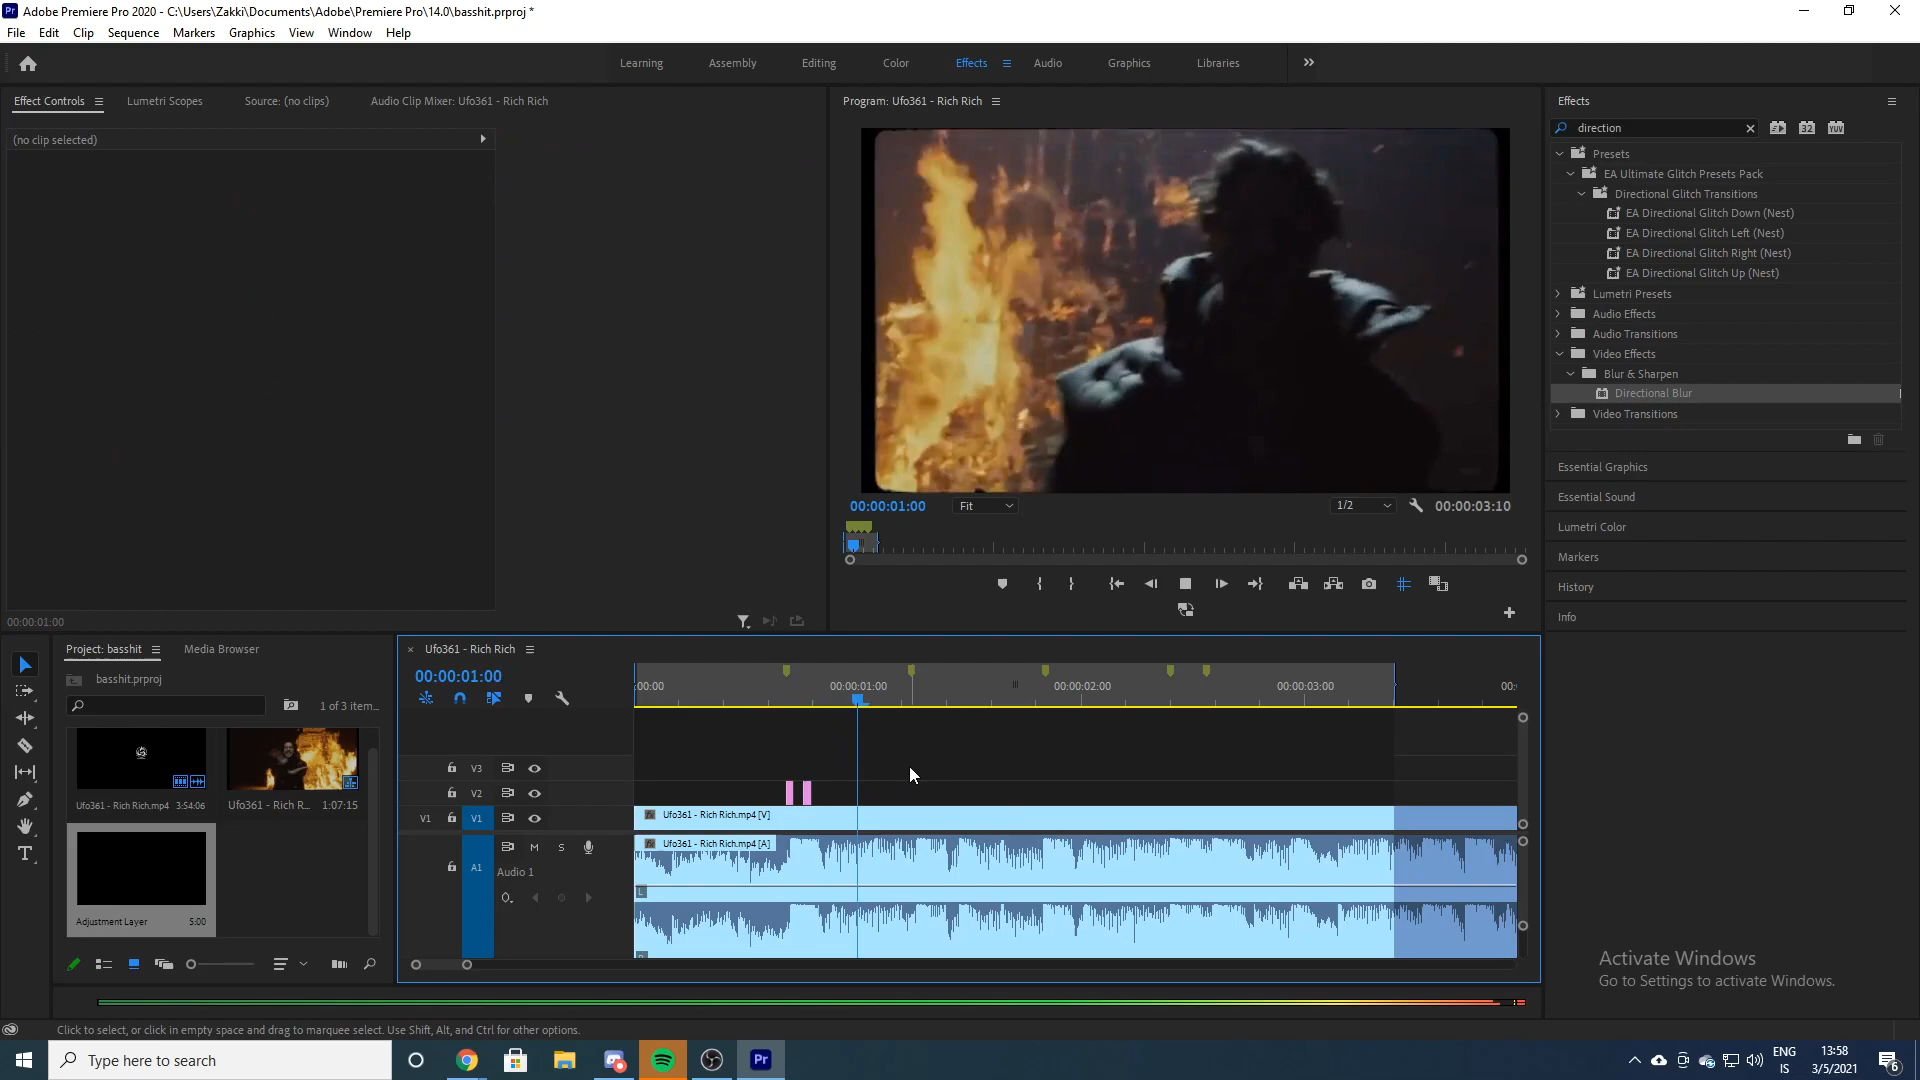 Adobe Premiere Pro 2020 - C:\Users\Zakki\Documents\Adobe\Premiere Pro\14.0\basshit.prproj *
File Edit Clip Sequence Markers Graphics View Window Help
Learning Assembly Editing Color Effects Audio Graphics Libraries
Effect Controls Lumetri Scopes Source: (no clips) Audio Clip Mixer: Ufo361 - Rich Rich
(no clip selected)
00:00:01:00
Program: Ufo361 - Rich Rich
00:00:01:00 Fit 1/2 00:00:03:10
Effects
direction
32 YUV
Presets
EA Ultimate Glitch Presets Pack
Directional Glitch Transitions
EA Directional Glitch Down (Nest)
EA Directional Glitch Left (Nest)
EA Directional Glitch Right (Nest)
EA Directional Glitch Up (Nest)
Lumetri Presets
Audio Effects
Audio Transitions
Video Effects
Blur & Sharpen
Directional Blur
Video Transitions
Essential Graphics
Essential Sound
Lumetri Color
Markers
History
Info
Project: basshit Media Browser
basshit.prproj
1 of 3 item...
Ufo361 - Rich Rich.mp4 3:54:06
Ufo361 - Rich R... 1:07:15
Adjustment Layer 5:00
Ufo361 - Rich Rich
00:00:01:00
:00:00 00:00:01:00 00:00:02:00 00:00:03:00 00:
V3
V2
V1 V1
Ufo361 - Rich Rich.mp4 [V]
A1 M S
Audio 1
Ufo361 - Rich Rich.mp4 [A]
L
Activate Windows
Go to Settings to activate Windows.
Click to select, or click in empty space and drag to marquee select. Use Shift, Alt, and Ctrl for other options.
Type here to search
Pr
ENG
IS
13:58
3/5/2021
6